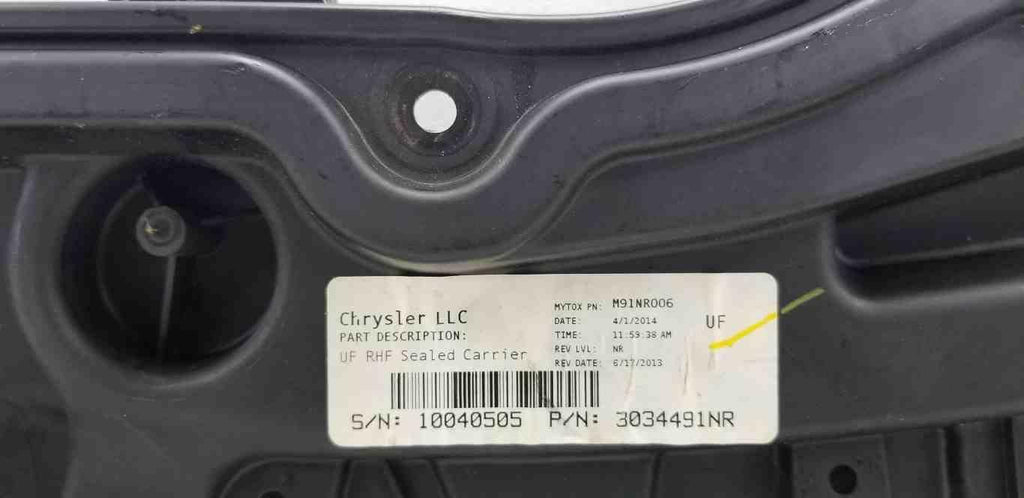 Chrysler LLC
PART DESCRIPTION:
UF RHF Sealed Carrier
MYTOX PN: M91NR006
DATE: 4/1/2014
TIME: 11:59:38 AM
REV LVL: NR
REV DATE: 6/17/2013
UF
S/N: 10040505 P/N: 3034491NR